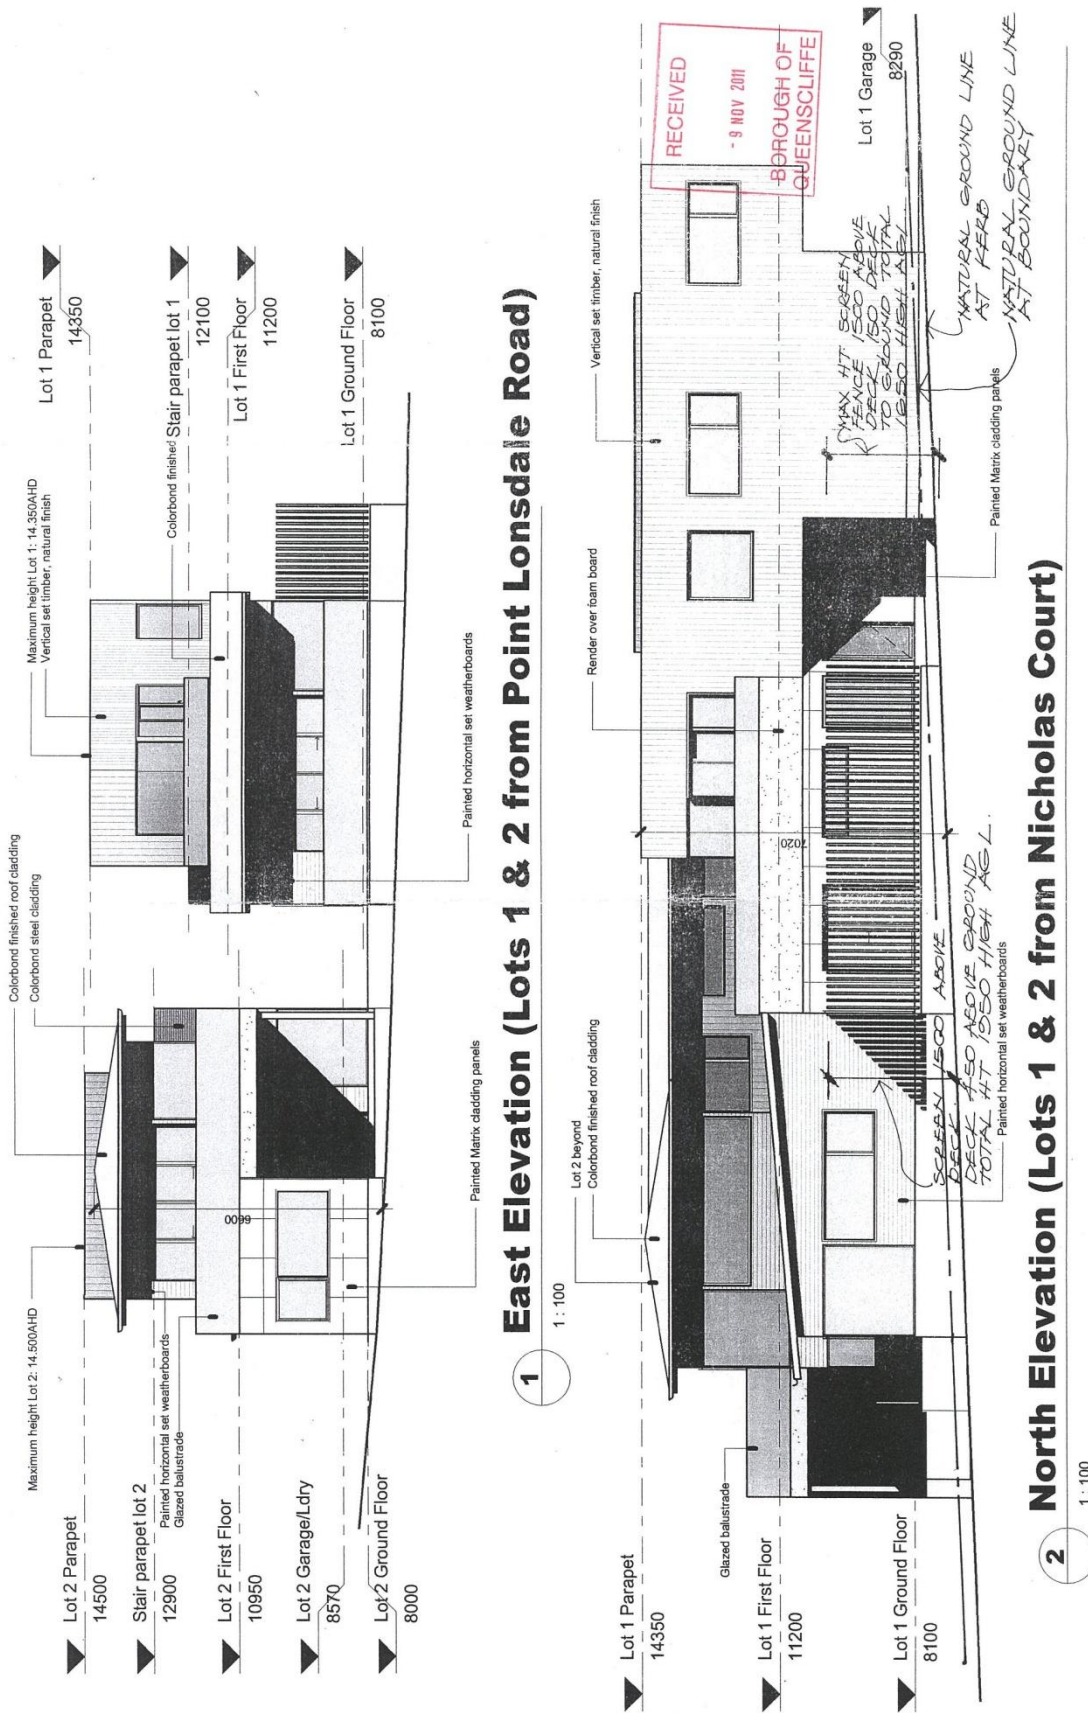 Maximum height Lot 2: 14.500AHD
Colorbond finished roof cladding
Colorbond steel cladding
Maximum height Lot 1: 14.350AHD
Vertical set timber, natural finish
Lot 2 Parapet
14500
Stair parapet lot 2
12900
Painted horizontal set weatherboards
Glazed balustrade
Lot 2 First Floor
10950
Lot 2 Garage/Ldry
8570
Lot 2 Ground Floor
8000
6600
Painted Matrix cladding panels
Painted horizontal set weatherboards
Lot 1 Parapet
14350
Colorbond finished
Stair parapet lot 1
12100
Lot 1 First Floor
11200
Lot 1 Ground Floor
8100
1
East Elevation (Lots 1 & 2 from Point Lonsdale Road)
1 : 100
Lot 2 beyond
Colorbond finished roof cladding
Render over foam board
Vertical set timber, natural finish
RECEIVED
- 9 NOV 2011
BOROUGH OF
QUEENSCLIFFE
Lot 1 Parapet
14350
Glazed balustrade
Lot 1 First Floor
11200
Lot 1 Ground Floor
8100
7020
SCREEN 1500 ABOVE
DECK
DECK 450 ABOVE GROUND
TOTAL HT 1950 HIGH AGL.
Painted horizontal set weatherboards
MAX HT SCREEN
FENCE 1500 ABOVE
DECK 150 DECK
TO GROUND TOTAL
1650 HIGH AGL
Painted Matrix cladding panels
Lot 1 Garage
8290
NATURAL GROUND LINE
AT KERB
NATURAL GROUND LINE
AT BOUNDARY
2
North Elevation (Lots 1 & 2 from Nicholas Court)
1 : 100